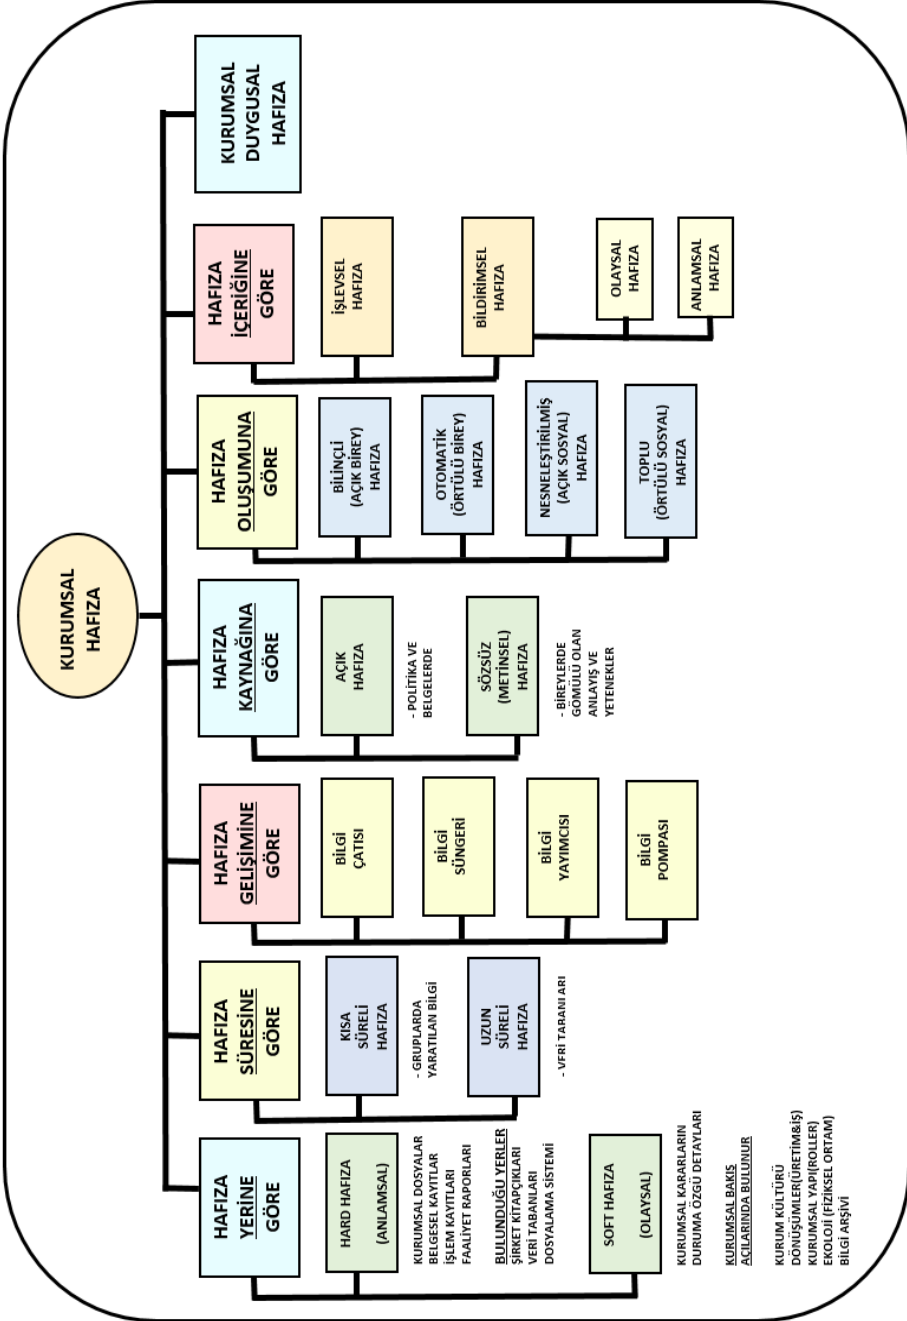 KURUMSAL
HAFIZA
HAFIZA
YERİNE
GÖRE
HARD HAFIZA
(ANLAMSAL)
KURUMSAL DOSYALAR
BELGESEL KAYITLAR
İŞLEM KAYITLARI
FAALİYET RAPORLARI
BULUNDUĞU YERLER
ŞİRKET KİTAPÇIKLARI
VERİ TABANLARI
DOSYALAMA SİSTEMİ
SOFT HAFIZA
(OLAYSAL)
KURUMSAL KARARLARIN
DURUMA ÖZGÜ DETAYLARI
KURUMSAL BAKIŞ
AÇILARINDA BULUNUR
KURUM KÜLTÜRÜ
DÖNÜŞÜMLER(ÜRETİM&İŞ)
KURUMSAL YAPI(ROLLER)
EKOLOJİ (FİZİKSEL ORTAM)
BİLGİ ARŞİVİ
HAFIZA
SÜRESİNE
GÖRE
KISA
SÜRELİ
HAFIZA
- GRUPLARDA
YARATILAN BİLGİ
UZUN
SÜRELİ
HAFIZA
- VERİ TABANLARI
HAFIZA
GELİŞİMİNE
GÖRE
BİLGİ
ÇATISI
BİLGİ
SÜNGERİ
BİLGİ
YAYIMCISI
BİLGİ
POMPASI
HAFIZA
KAYNAĞINA
GÖRE
AÇIK
HAFIZA
- POLİTİKA VE
BELGELERDE
SÖZSÜZ
(METİNSEL)
HAFIZA
- BİREYLERDE
GÖMÜLÜ OLAN
ANLAYIŞ VE
YETENEKLER
HAFIZA
OLUŞUMUNA
GÖRE
BİLİNÇLİ
(AÇIK BİREY)
HAFIZA
OTOMATİK
(ÖRTÜLÜ BİREY)
HAFIZA
NESNELEŞTİRİLMİŞ
(AÇIK SOSYAL)
HAFIZA
TOPLU
(ÖRTÜLÜ SOSYAL)
HAFIZA
HAFIZA
İÇERİĞİNE
GÖRE
İŞLEVSEL
HAFIZA
BİLDİRİMSEL
HAFIZA
OLAYSAL
HAFIZA
ANLAMSAL
HAFIZA
KURUMSAL
DUYGUSAL
HAFIZA